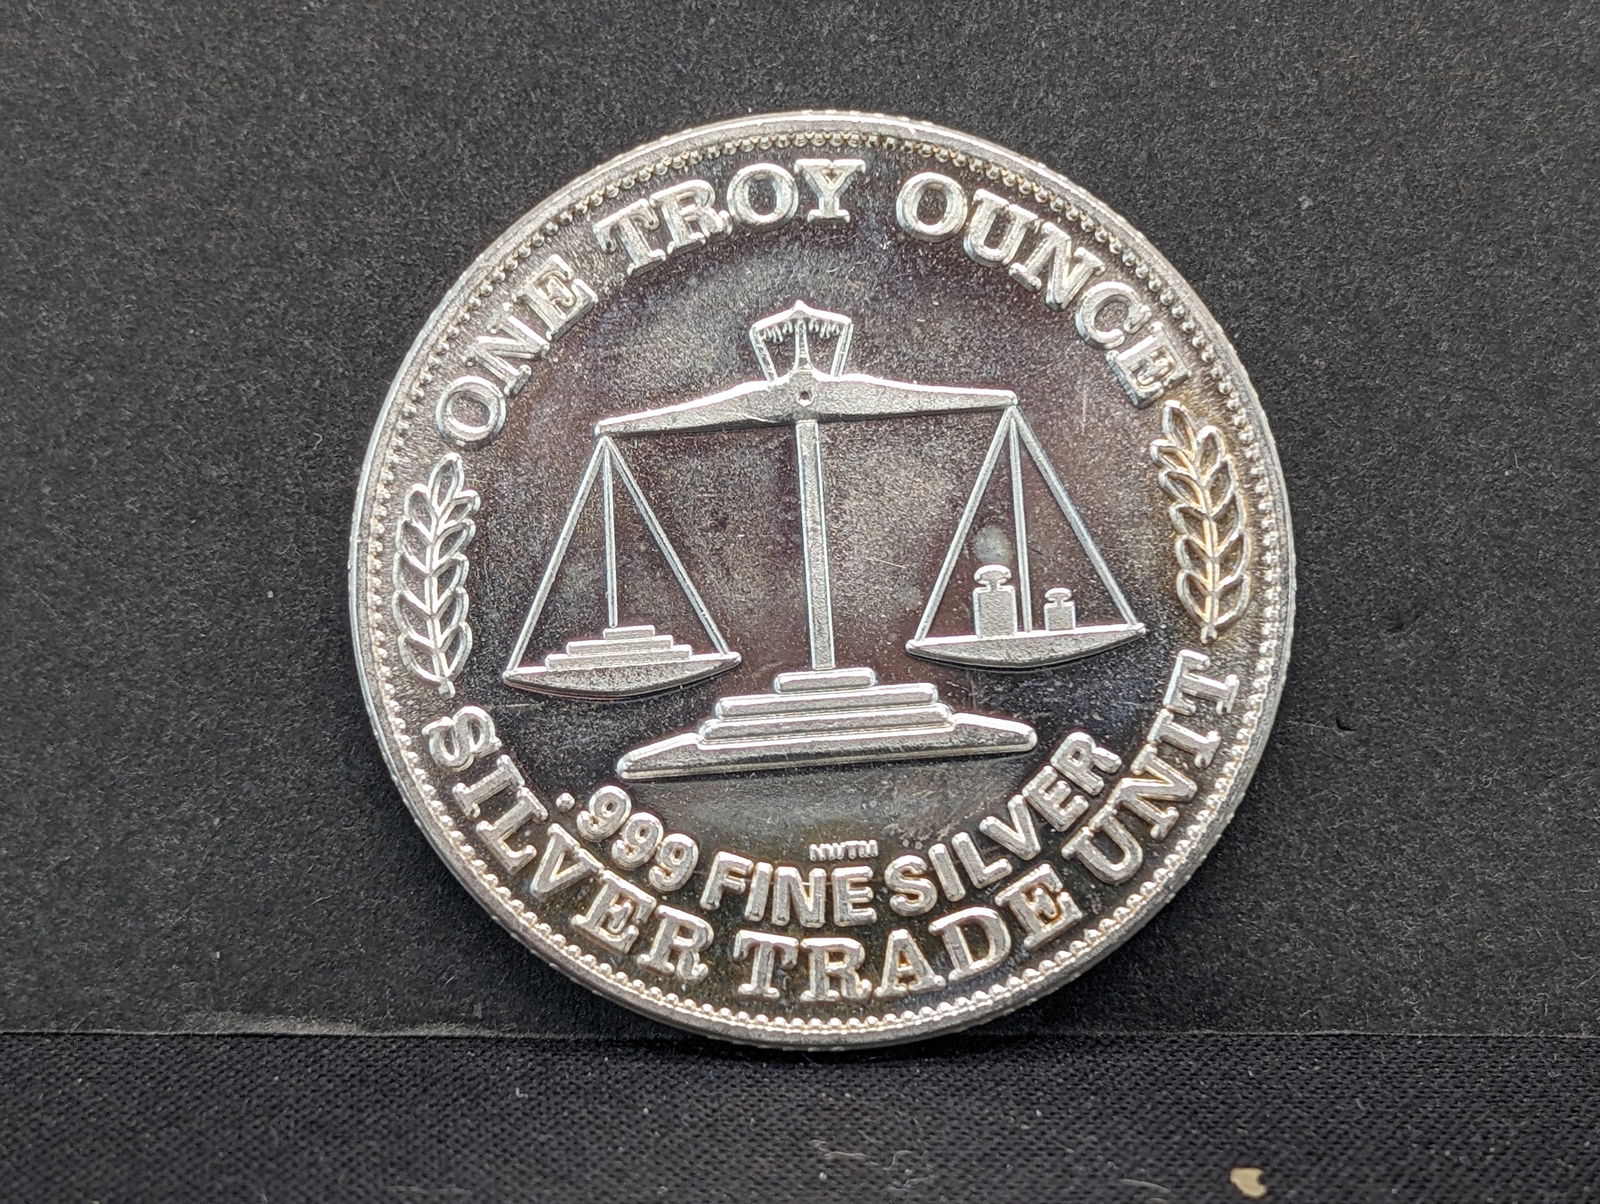 ONE TROY OUNCE
.999 FINE SILVER
NWTM
SILVER TRADE UNIT